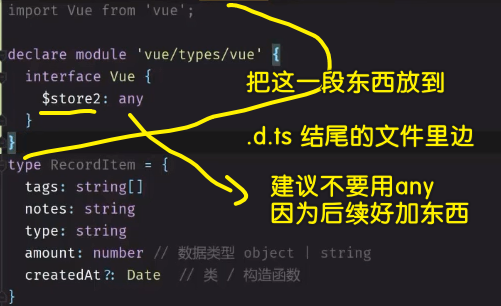 import Vue from 'vue';
declare module 'vue/types/vue' {
interface Vue {
$store2: any
}
}
type RecordItem = {
tags: string[]
notes: string
type: string
amount: number // 数据类型 object | string
createdAt?: Date // 类 / 构造函数
}
把这一段东西放到
.d.ts 结尾的文件里边
建议不要用any
因为后续好加东西